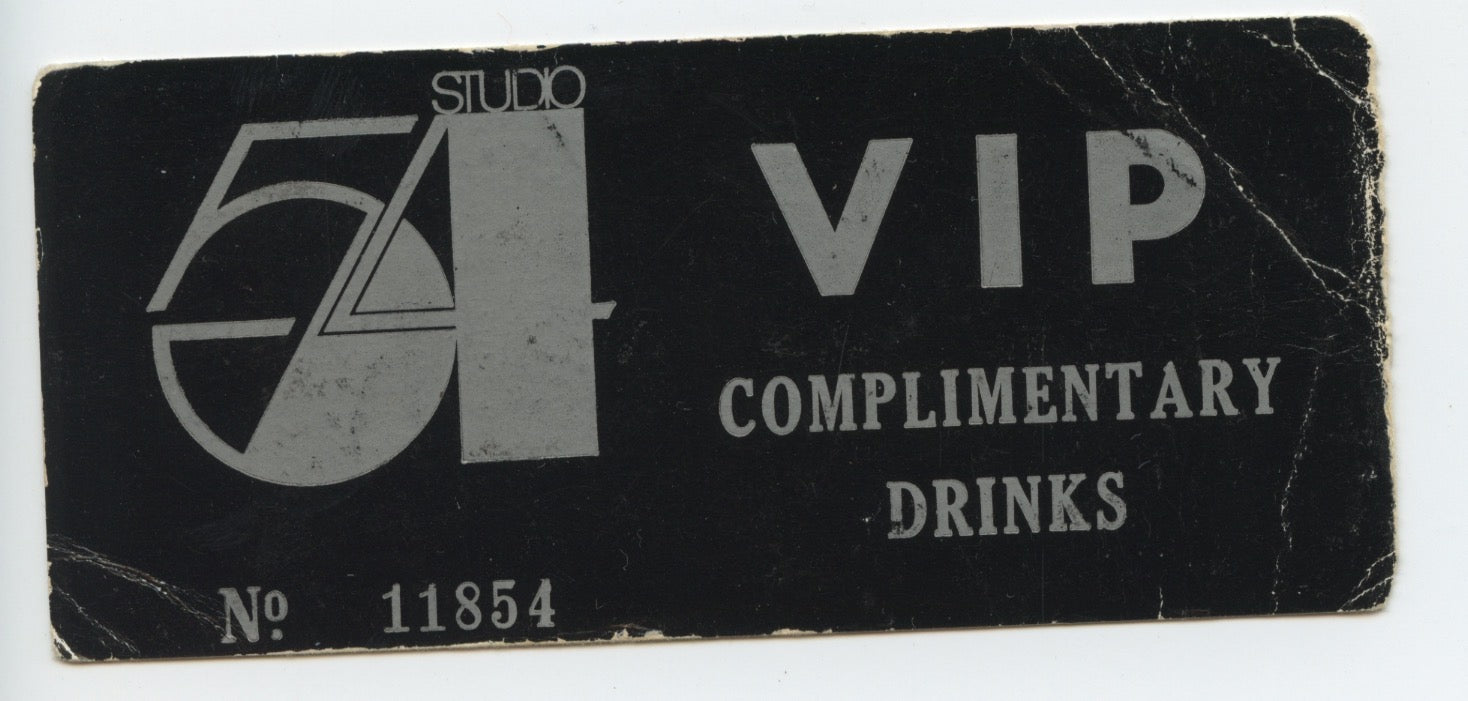 STUDIO
54
VIP
COMPLIMENTARY
DRINKS
Nº 11854